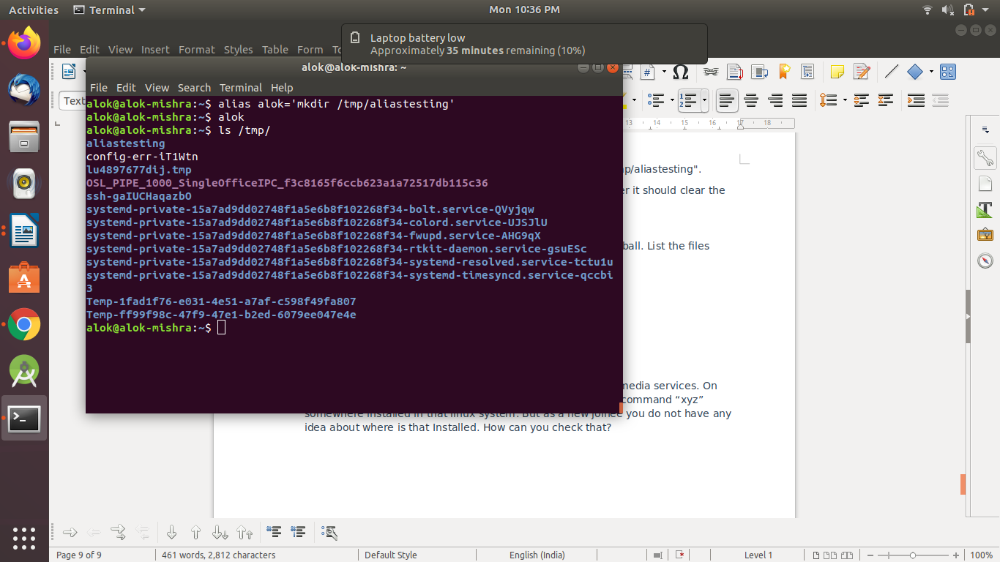 Activities Terminal Mon 10:36 PM
Laptop battery low
Approximately 35 minutes remaining (10%)
File Edit View Insert Format Styles Table Form
alok@alok-mishra: ~
File Edit View Search Terminal Help
Text
alok@alok-mishra:~$ alias alok='mkdir /tmp/aliastesting'
alok@alok-mishra:~$ alok
alok@alok-mishra:~$ ls /tmp/
aliastesting
config-err-iT1Wtn
lu4897677dij.tmp
OSL_PIPE_1000_SingleOfficeIPC_f3c8165f6ccb623a1a72517db115c36
ssh-gaIUCHaqazbO
systemd-private-15a7ad9dd02748f1a5e6b8f102268f34-bolt.service-QVyjqw
systemd-private-15a7ad9dd02748f1a5e6b8f102268f34-colord.service-UJSJlU
systemd-private-15a7ad9dd02748f1a5e6b8f102268f34-fwupd.service-AHG9qX
systemd-private-15a7ad9dd02748f1a5e6b8f102268f34-rtkit-daemon.service-gsuESc
systemd-private-15a7ad9dd02748f1a5e6b8f102268f34-systemd-resolved.service-tctu1u
systemd-private-15a7ad9dd02748f1a5e6b8f102268f34-systemd-timesyncd.service-qccbi
3
Temp-1fad1f76-e031-4e51-a7af-c598f49fa807
Temp-ff99f98c-47f9-47e1-b2ed-6079ee047e4e
alok@alok-mishra:~$
13 14 15 16 17 18
mp/aliastesting".
er it should clear the
ball. List the files
media services. On
command “xyz”
somewhere installed in that linux system. But as a new joinee you do not have any
idea about where is that Installed. How can you check that?
Page 9 of 9 461 words, 2,812 characters Default Style English (India) Level 1 100%